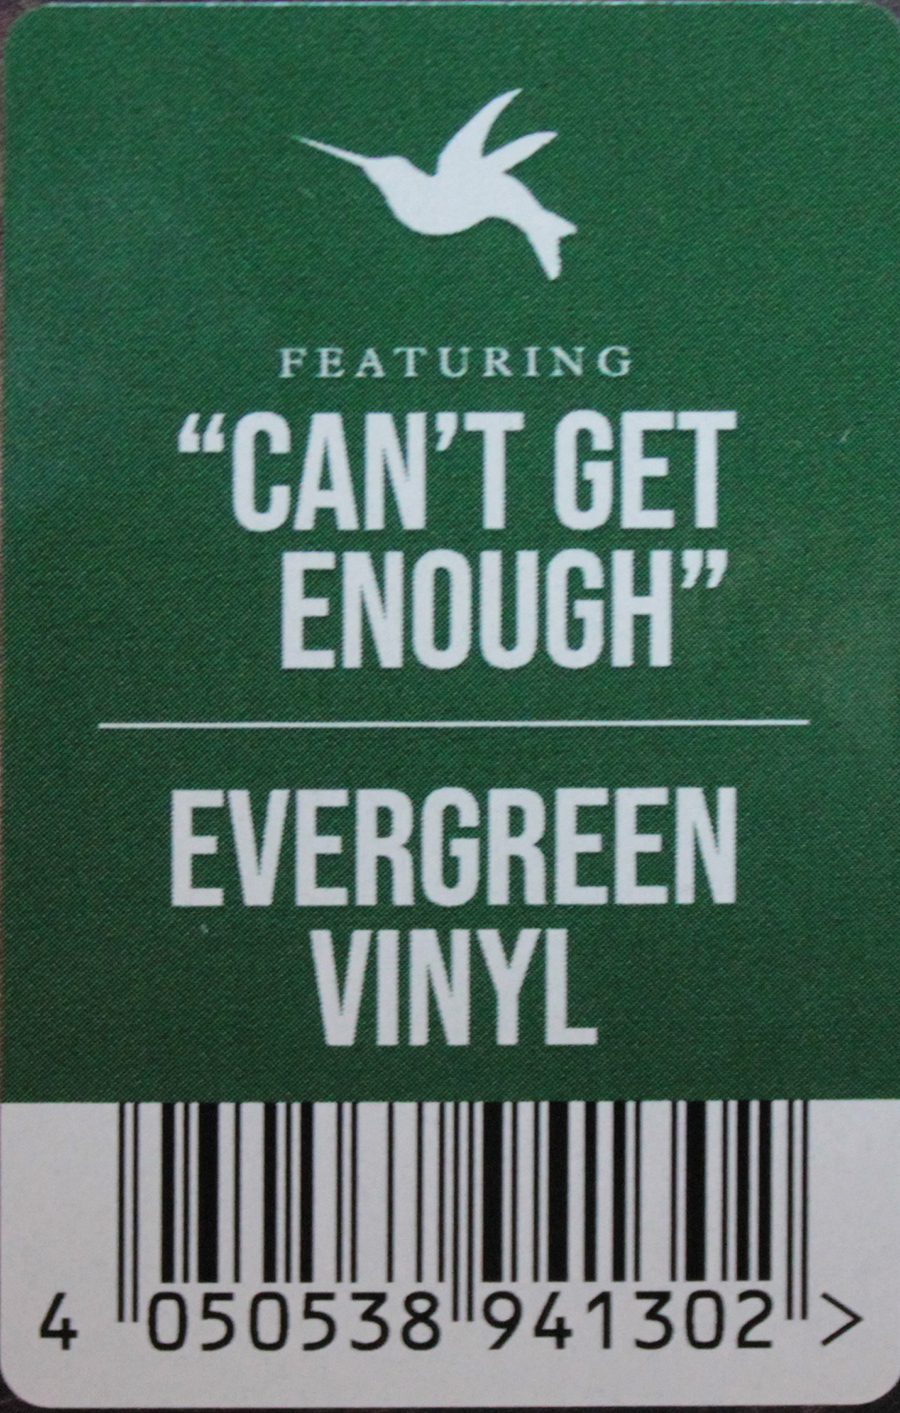 FEATURING
“CAN’T GET
ENOUGH”
EVERGREEN
VINYL
4 050538 941302 >